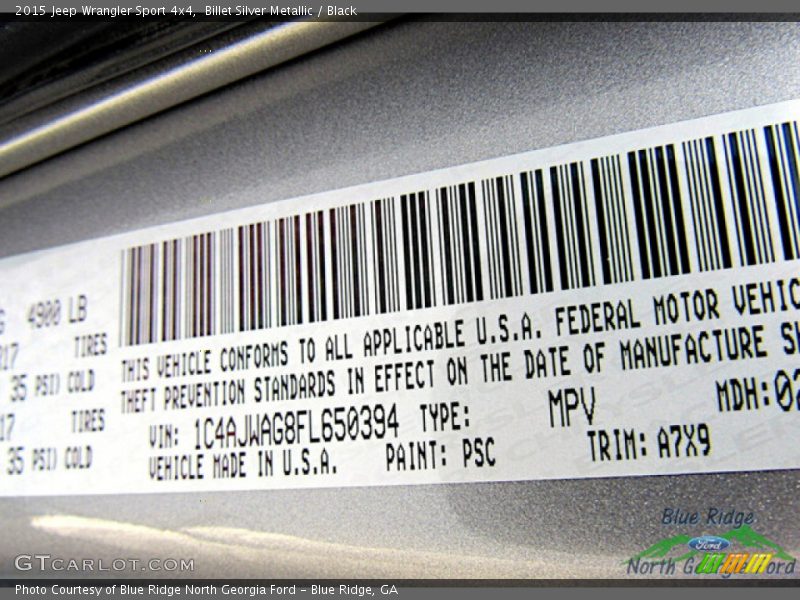 2015 Jeep Wrangler Sport 4x4, Billet Silver Metallic / Black
4900 LB
TIRES
35 PSI) COLD
TIRES
35 PSI) COLD
THIS VEHICLE CONFORMS TO ALL APPLICABLE U.S.A. FEDERAL MOTOR VEHIC
THEFT PREVENTION STANDARDS IN EFFECT ON THE DATE OF MANUFACTURE SH
VIN: 1C4AJWAG8FL650394 TYPE: MPV MDH:02
VEHICLE MADE IN U.S.A. PAINT: PSC TRIM: A7X9
Blue Ridge
Ford
North Georgia Ford
GTCARLOT.COM
Photo Courtesy of Blue Ridge North Georgia Ford – Blue Ridge, GA